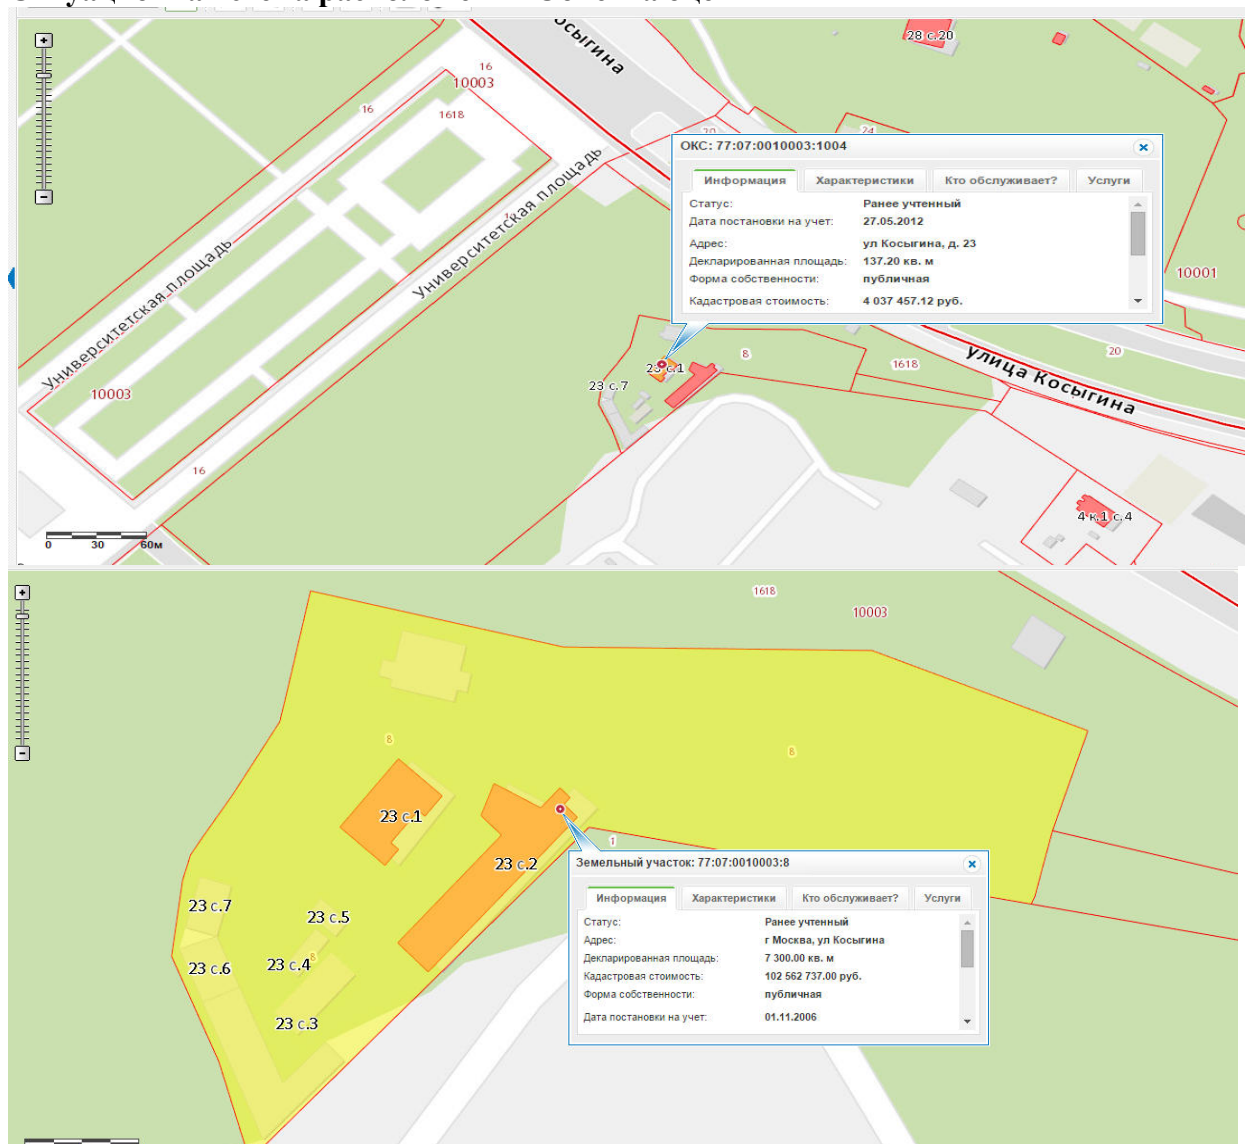 Косыгина
28 с.20
16
10003
16
1618
20
24
Университетская площадь
Университетская площадь
1
ОКС: 77:07:0010003:1004
Информация Характеристики Кто обслуживает? Услуги
Статус: Ранее учтенный
Дата постановки на учет: 27.05.2012
Адрес: ул Косыгина, д. 23
Декларированная площадь: 137.20 кв. м
Форма собственности: публичная
Кадастровая стоимость: 4 037 457.12 руб.
10001
23 с.1
8
1618
улица Косыгина
20
23 с.7
10003
16
4 к.1 с.4
0 30 60м
1618
10003
8
8
23 с.1
23 с.2
1
Земельный участок: 77:07:0010003:8
Информация Характеристики Кто обслуживает? Услуги
Статус: Ранее учтенный
Адрес: г Москва, ул Косыгина
Декларированная площадь: 7 300.00 кв. м
Кадастровая стоимость: 102 562 737.00 руб.
Форма собственности: публичная
Дата постановки на учет: 01.11.2006
23 с.7
23 с.5
23 с.6
23 с.4
8
23 с.3